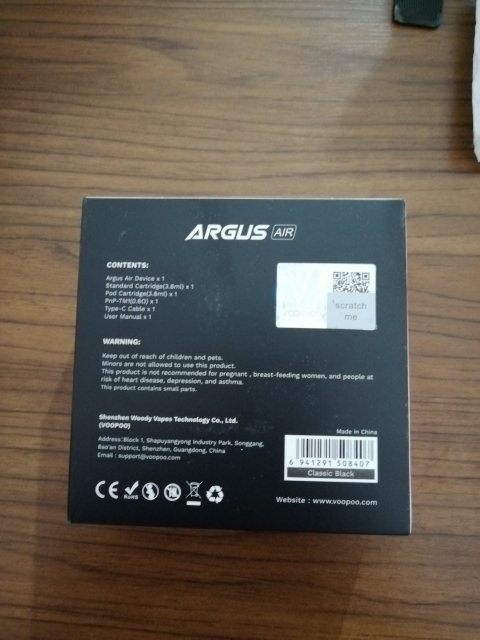 ARGUS AIR
CONTENTS:
Argus Air Device x 1
Standard Cartridge(3.8ml) x 1
Pod Cartridge(3.8ml) x 1
PnP-TM1(0.6Ω) x 1
Type-C Cable x 1
User Manual x 1
VOOPOO
scratch
me
WARNING:
Keep out of reach of children and pets.
Minors are not allowed to use this product.
This product is not recommended for pregnant , breast-feeding women, and people at
risk of heart disease, depression, and asthma.
This product contains small parts.
Shenzhen Woody Vapes Technology Co., Ltd.
(VOOPOO)
Address:Block 1, Shapuyangyong Industry Park, Songgang,
Bao'an District, Shenzhen, Guangdong, China
Email : support@voopoo.com
Made in China
6 941291 508407
Classic Black
CE RoHS
Website : www.voopoo.com